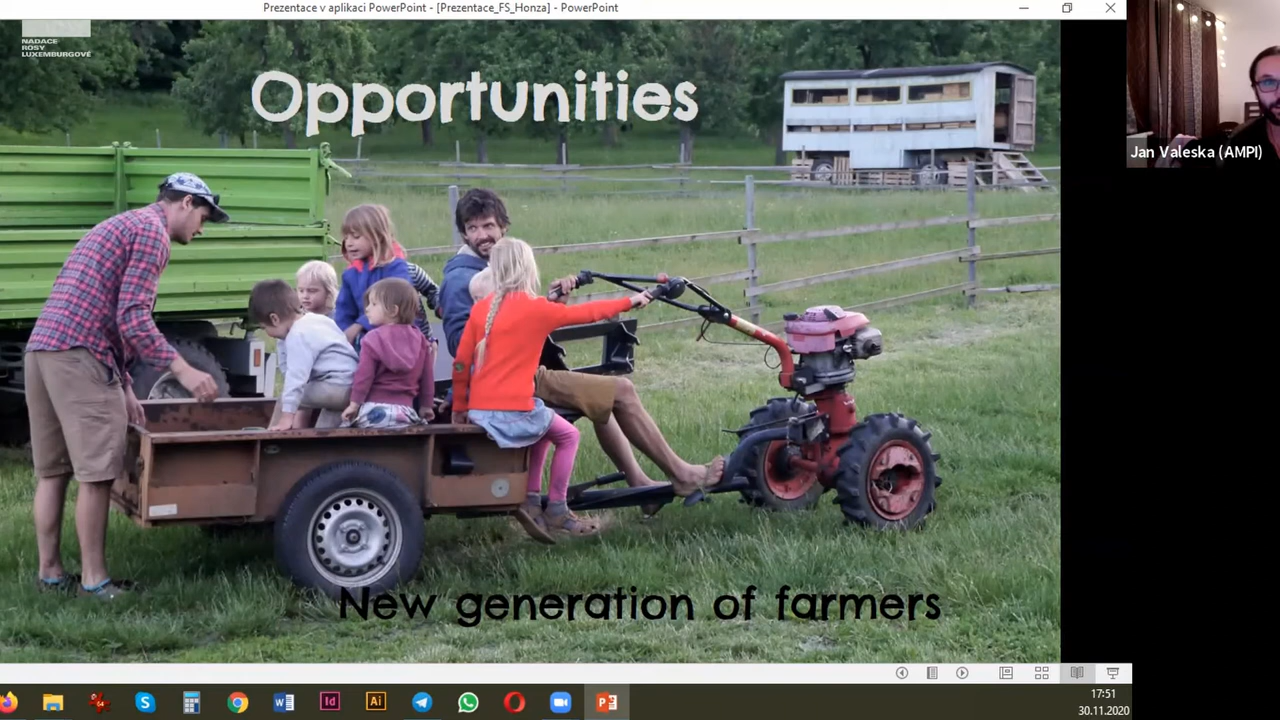 Prezentace v aplikaci PowerPoint - [Prezentace_FS_Honza] - PowerPoint
NADACE
ROSY
LUXEMBURGOVÉ
Opportunities
Jan Valeska (AMPI)
New generation of farmers
17:51
30.11.2020